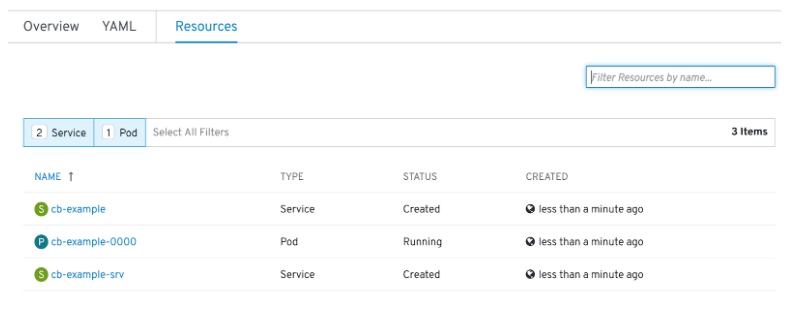 Overview YAML Resources
Filter Resources by name...
2 Service 1 Pod Select All Filters 3 Items
NAME ↑ TYPE STATUS CREATED
S cb-example Service Created less than a minute ago
P cb-example-0000 Pod Running less than a minute ago
S cb-example-srv Service Created less than a minute ago